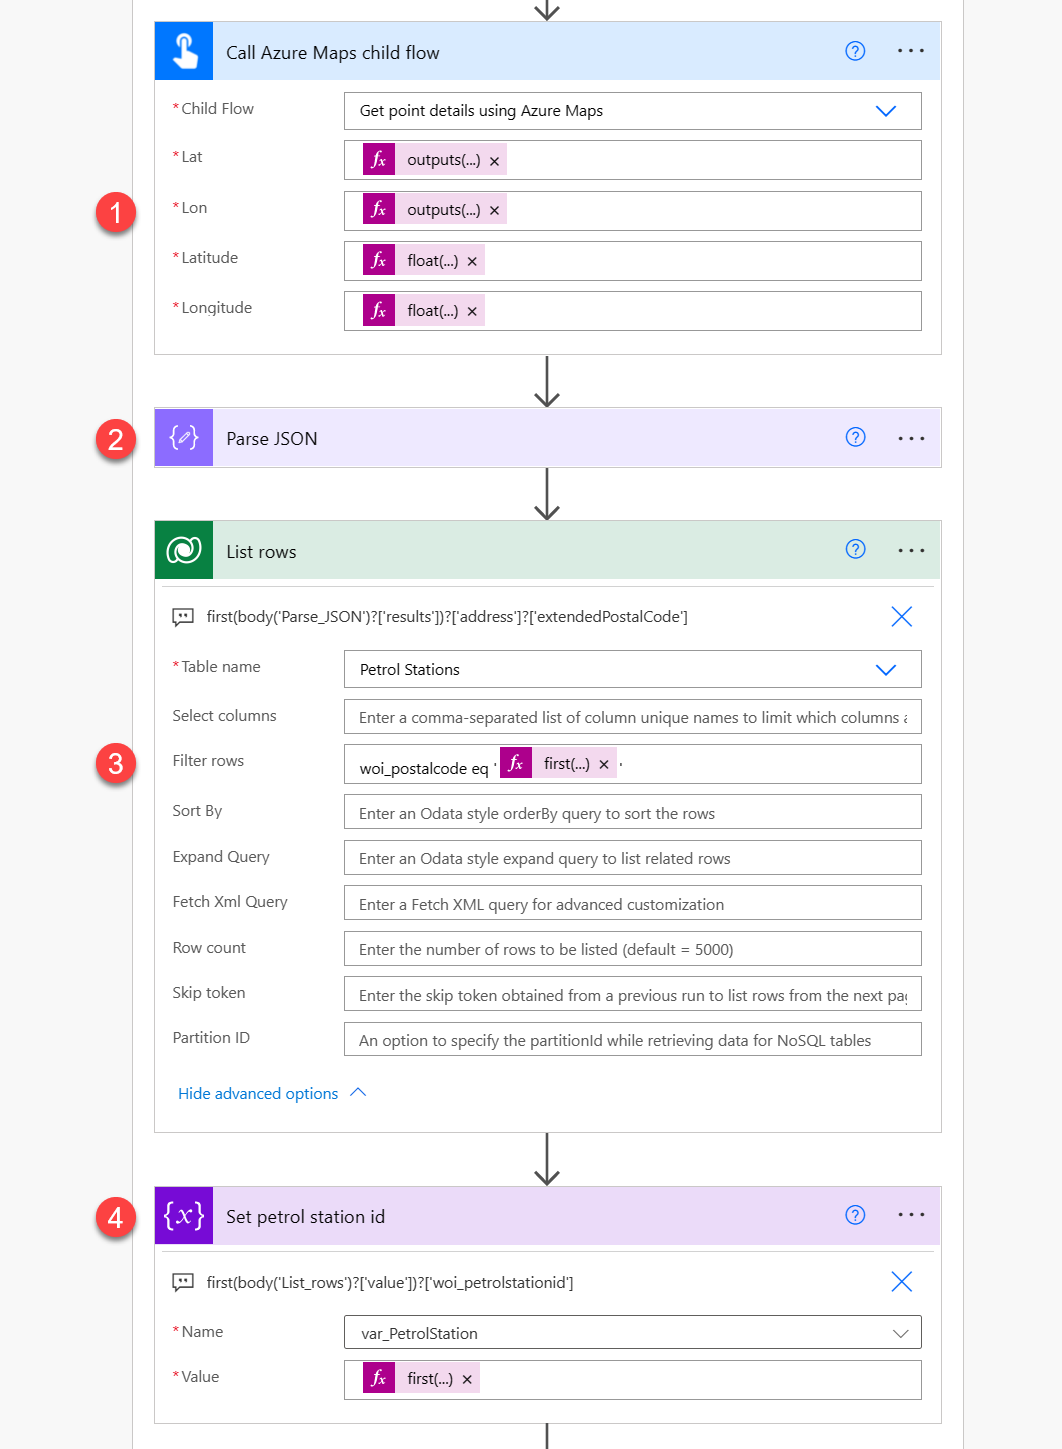 Call Azure Maps child flow
* Child Flow
Get point details using Azure Maps
* Lat
fx outputs(...) ×
1
* Lon
fx outputs(...) ×
* Latitude
fx float(...) ×
* Longitude
fx float(...) ×
2
Parse JSON
List rows
first(body('Parse_JSON')?['results'])?['address']?['extendedPostalCode']
* Table name
Petrol Stations
Select columns
Enter a comma-separated list of column unique names to limit which columns a
3
Filter rows
woi_postalcode eq ' fx first(...) × '
Sort By
Enter an Odata style orderBy query to sort the rows
Expand Query
Enter an Odata style expand query to list related rows
Fetch Xml Query
Enter a Fetch XML query for advanced customization
Row count
Enter the number of rows to be listed (default = 5000)
Skip token
Enter the skip token obtained from a previous run to list rows from the next pag
Partition ID
An option to specify the partitionId while retrieving data for NoSQL tables
Hide advanced options
4
{x} Set petrol station id
first(body('List_rows')?['value'])?['woi_petrolstationid']
* Name
var_PetrolStation
* Value
fx first(...) ×